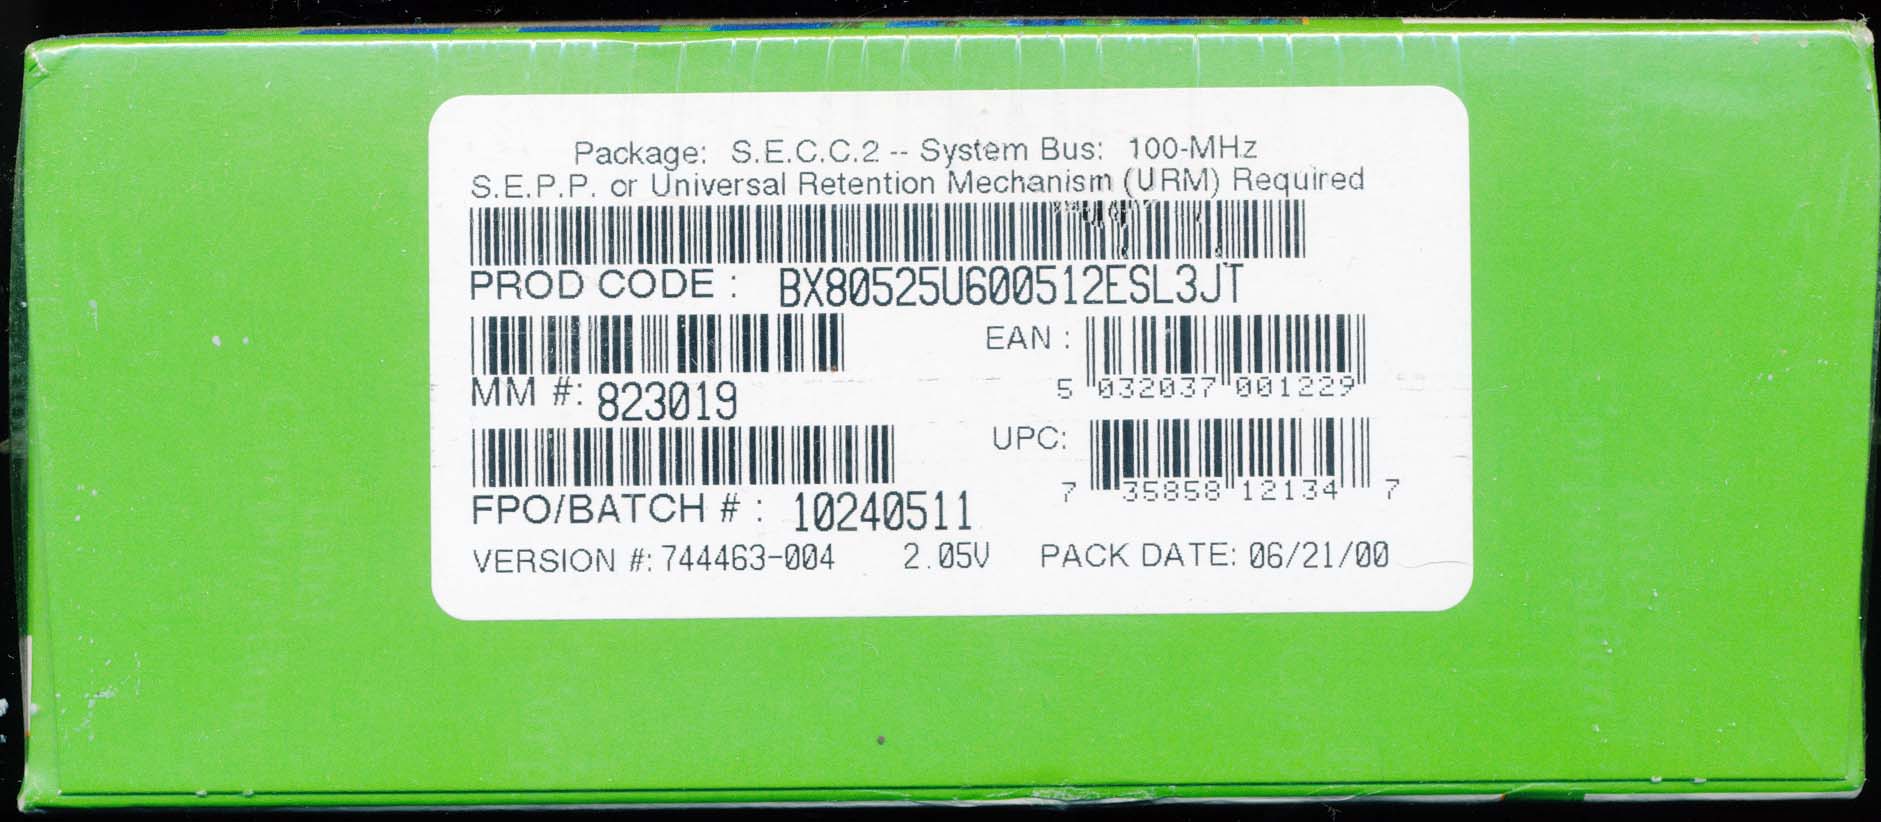 Package: S.E.C.C.2 -- System Bus: 100-MHz
S.E.P.P. or Universal Retention Mechanism (URM) Required
PROD CODE : BX80525U600512ESL3JT
EAN :
5 032037 001229
MM #: 823019
UPC:
7 35858 12134 7
FPO/BATCH # : 10240511
VERSION #: 744463-004 2.05V PACK DATE: 06/21/00